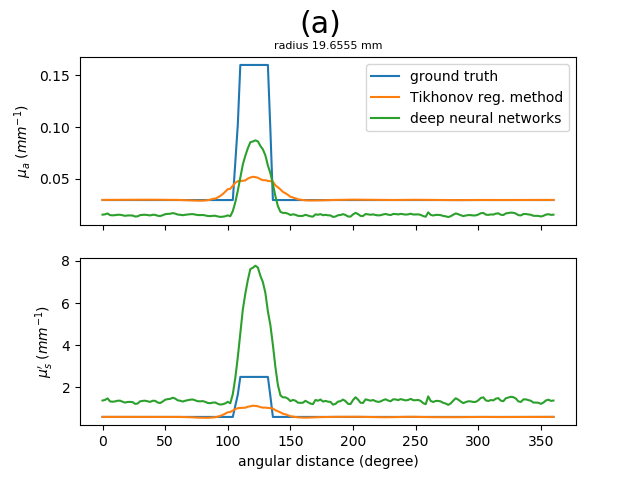 (a)
radius 19.6555 mm
0.15
0.10
0.05
μa (mm−1)
ground truth
Tikhonov reg. method
deep neural networks
8
6
4
2
μ′s (mm−1)
0 50 100 150 200 250 300 350
angular distance (degree)